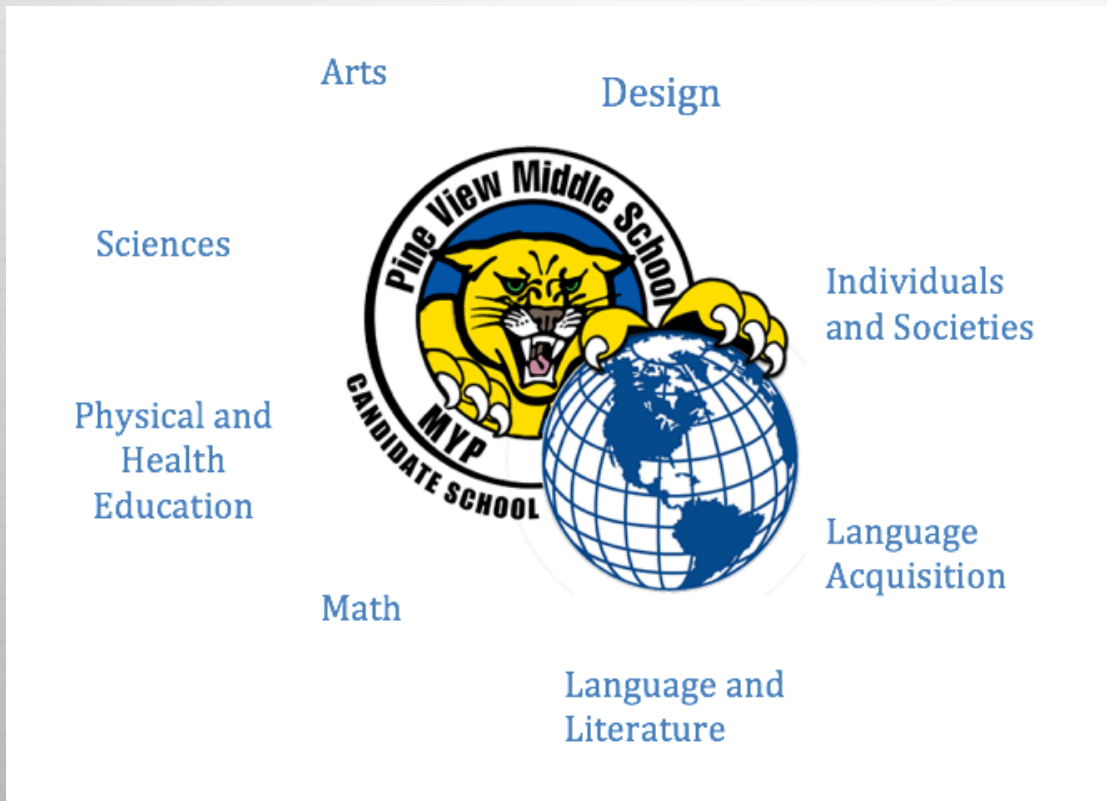 Arts
Design
Pine View Middle School
Sciences
Individuals
and Societies
MYP
CANDIDATE SCHOOL
Physical and
Health
Education
Language
Acquisition
Math
Language and
Literature